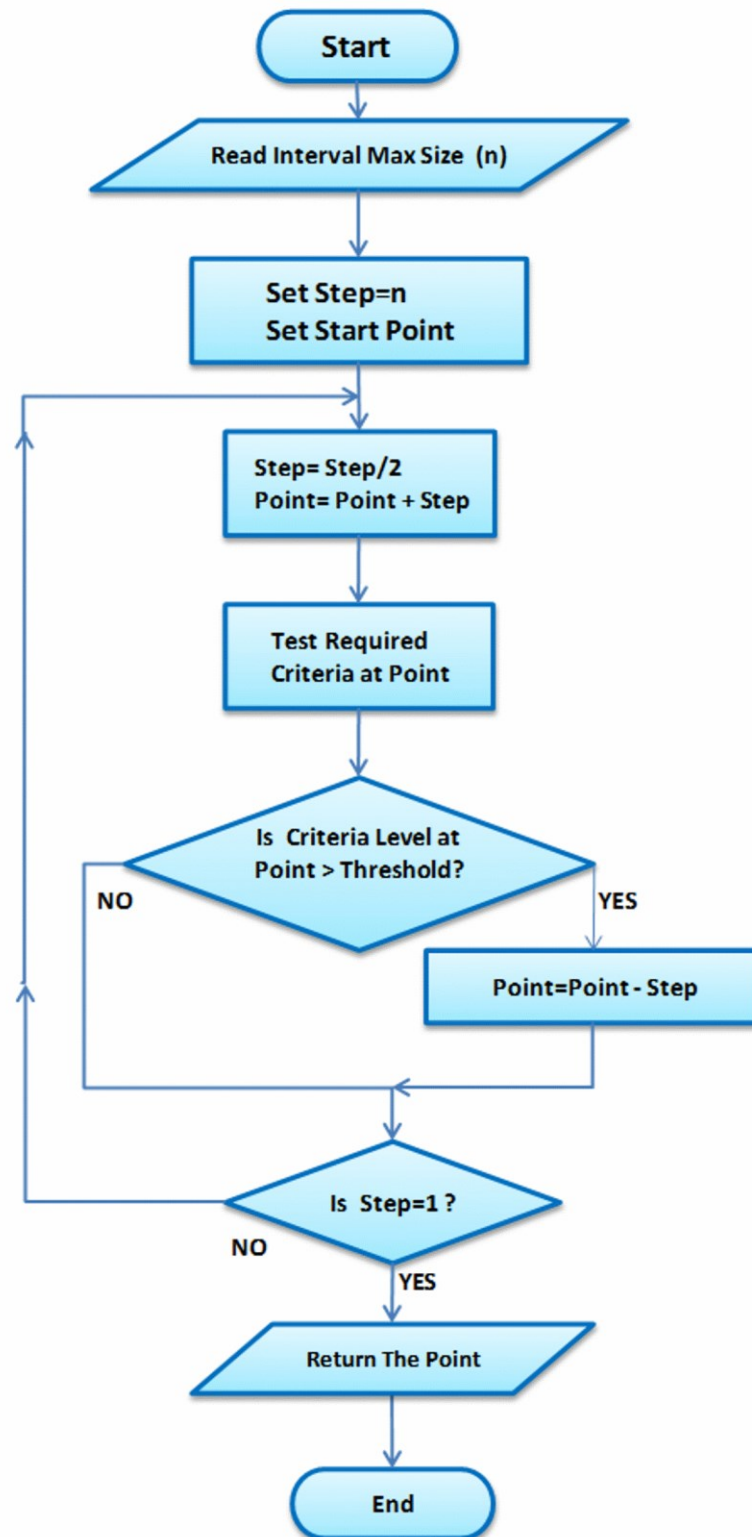 Start
Read Interval Max Size (n)
Set Step=n
Set Start Point
Step= Step/2
Point= Point + Step
Test Required
Criteria at Point
Is Criteria Level at
Point > Threshold?
NO
YES
Point=Point - Step
Is Step=1 ?
NO
YES
Return The Point
End